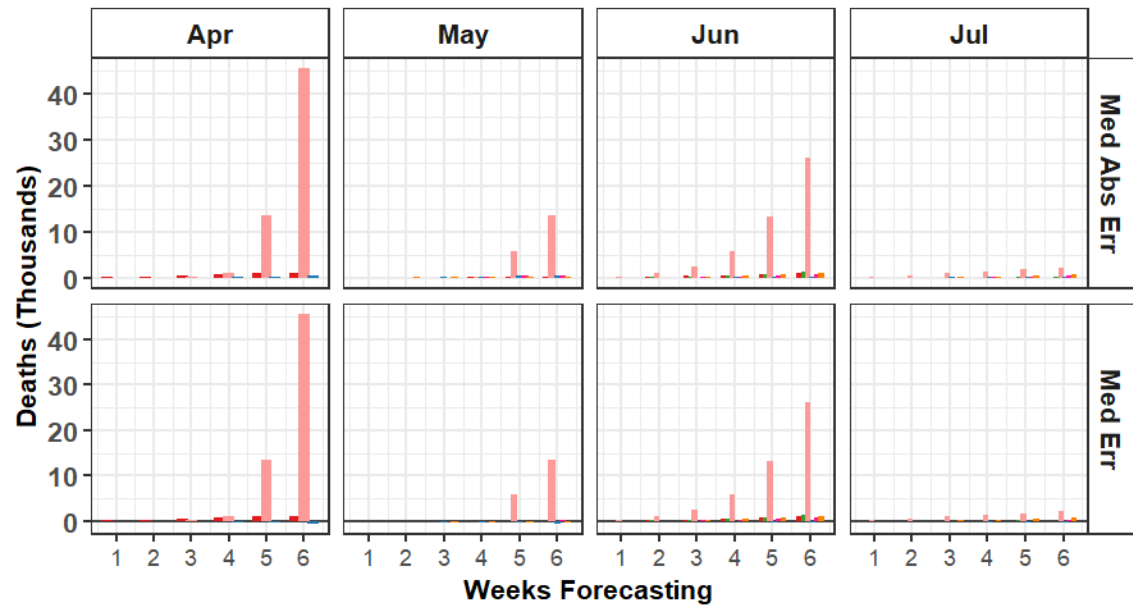 Apr May Jun Jul
40
30
20
10
0
Med Abs Err
40
30
20
10
0
Med Err
Deaths (Thousands)
1 2 3 4 5 6 1 2 3 4 5 6 1 2 3 4 5 6 1 2 3 4 5 6
Weeks Forecasting